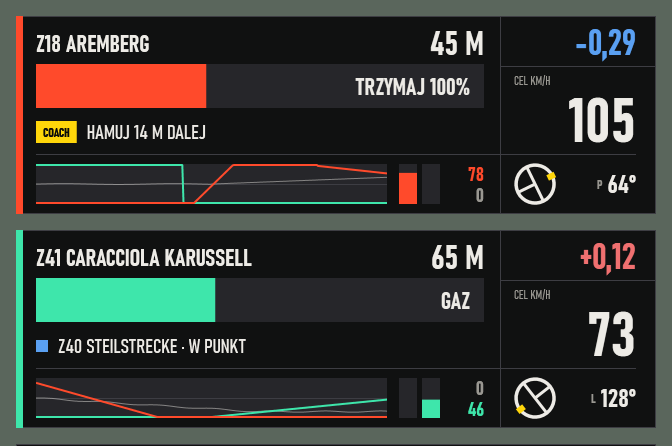 Z18 AREMBERG
45 M
-0,29
TRZYMAJ 100%
CEL KM/H
105
COACH HAMUJ 14 M DALEJ
78
0
P 64°
Z41 CARACCIOLA KARUSSELL
65 M
+0,12
GAZ
CEL KM/H
73
Z40 STEILSTRECKE · W PUNKT
0
46
L 128°